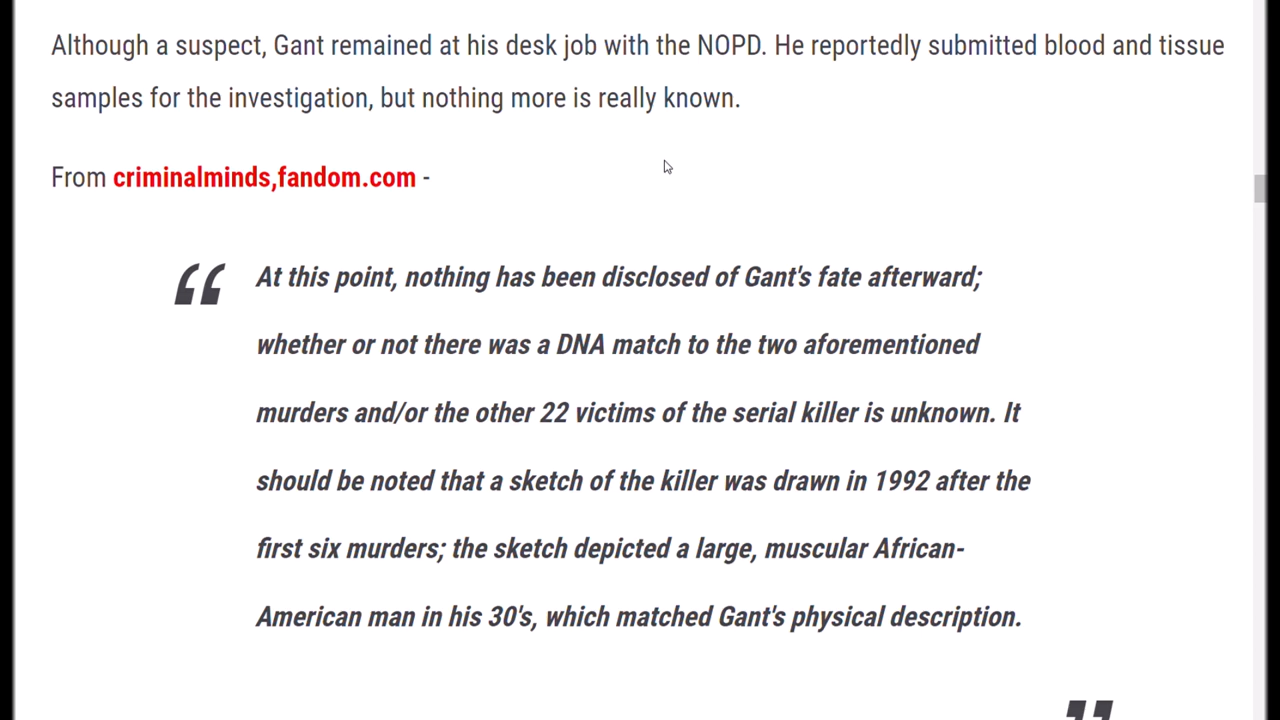 Although a suspect, Gant remained at his desk job with the NOPD. He reportedly submitted blood and tissue
samples for the investigation, but nothing more is really known.
From criminalminds,fandom.com -
“ At this point, nothing has been disclosed of Gant's fate afterward;
whether or not there was a DNA match to the two aforementioned
murders and/or the other 22 victims of the serial killer is unknown. It
should be noted that a sketch of the killer was drawn in 1992 after the
first six murders; the sketch depicted a large, muscular African-
American man in his 30's, which matched Gant's physical description.
”